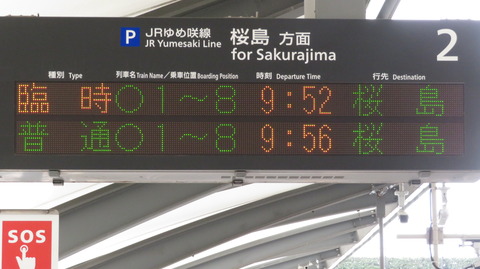 P JRゆめ咲線 桜島 方面 2
JR Yumesaki Line for Sakurajima
種別 Type 列車名 Train Name／乗車位置 Boarding Position 時刻 Departure Time 行先 Destination
臨時 ○1～8 9:52 桜島
普通 ○1～8 9:56 桜島
SOS